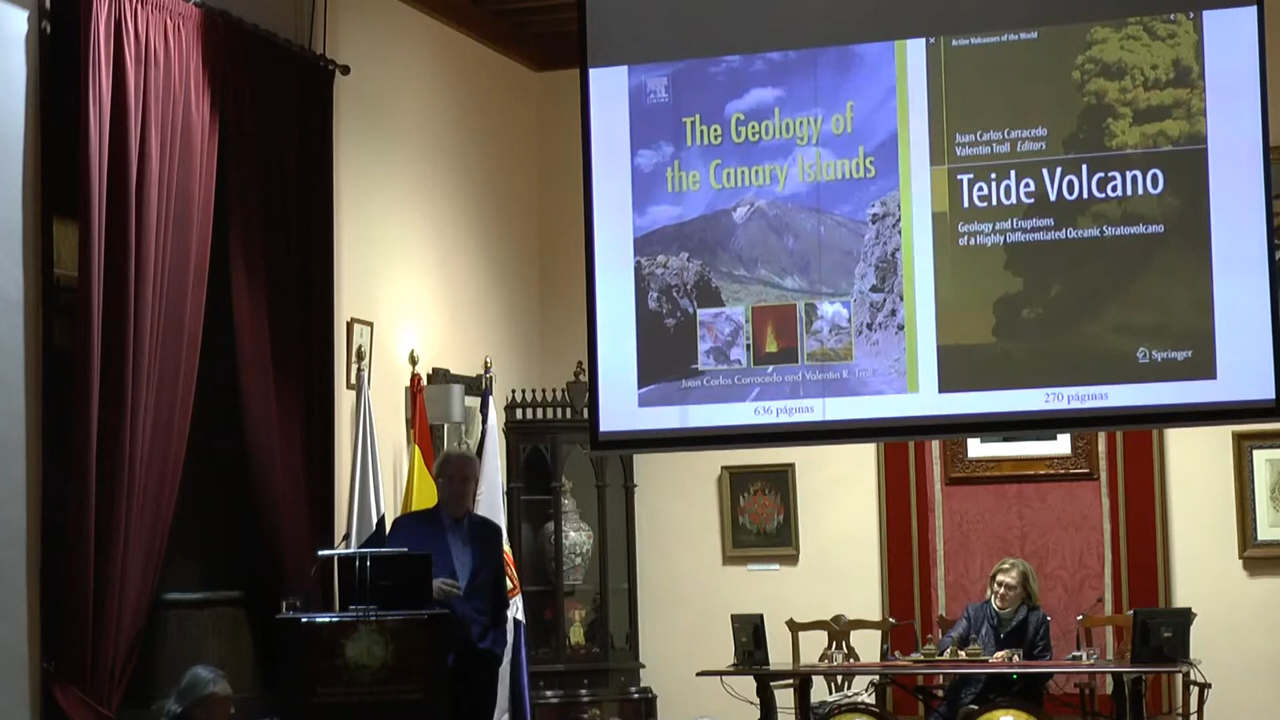 The Geology of
the Canary Islands
Juan Carlos Carracedo and Valentin R. Troll
636 páginas
Active Volcanoes of the World
Juan Carlos Carracedo
Valentin Troll Editors
Teide Volcano
Geology and Eruptions
of a Highly Differentiated Oceanic Stratovolcano
Springer
270 páginas